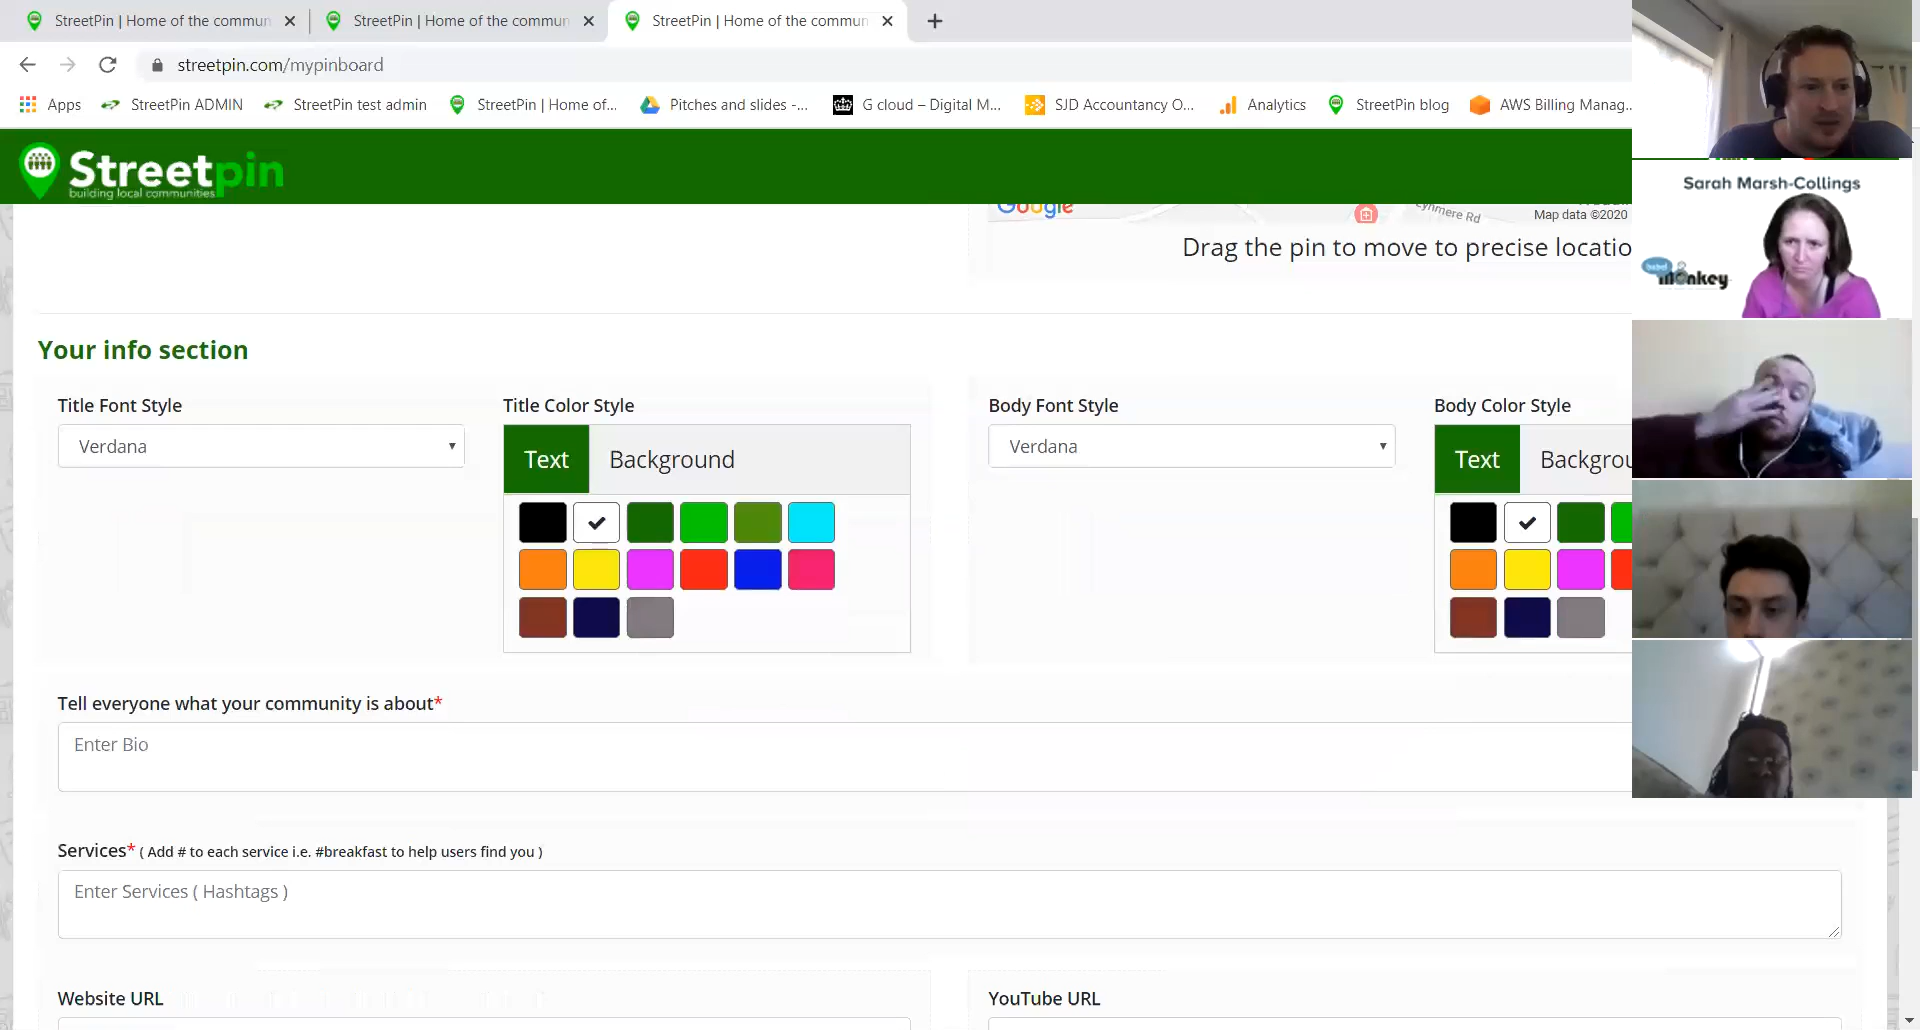 StreetPin | Home of the commun
StreetPin | Home of the commun
StreetPin | Home of the commun
streetpin.com/mypinboard
Apps
StreetPin ADMIN
StreetPin test admin
StreetPin | Home of...
Pitches and slides -...
G cloud – Digital M...
SJD Accountancy O...
Analytics
StreetPin blog
AWS Billing Manag...
Streetpin
building local communities
Sarah Marsh-Collings
babel
monkey
Google
Cynmere Rd
Map data ©2020
Drag the pin to move to precise locatio
Your info section
Title Font Style
Title Color Style
Body Font Style
Body Color Style
Verdana
Text
Background
Verdana
Text
Backgrou
Tell everyone what your community is about*
Enter Bio
Services* ( Add # to each service i.e. #breakfast to help users find you )
Enter Services ( Hashtags )
Website URL
YouTube URL